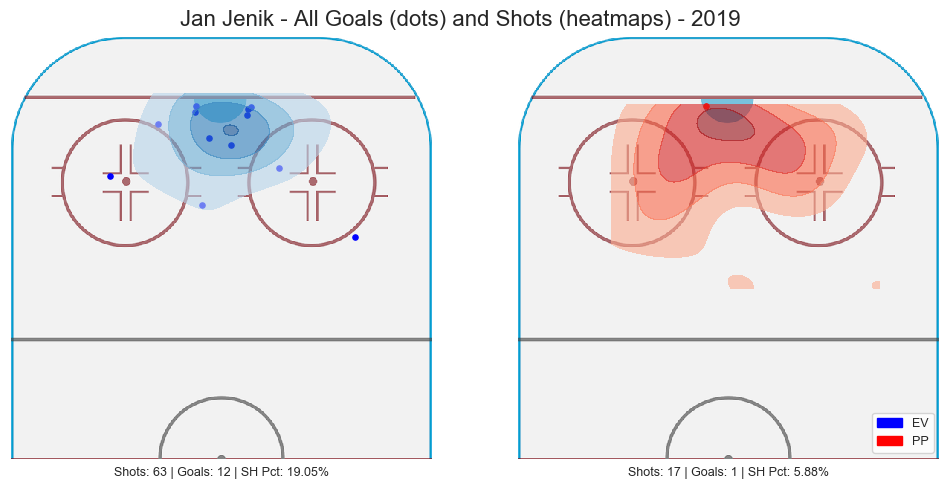 Jan Jenik - All Goals (dots) and Shots (heatmaps) - 2019
EV
PP
Shots: 63 | Goals: 12 | SH Pct: 19.05%
Shots: 17 | Goals: 1 | SH Pct: 5.88%